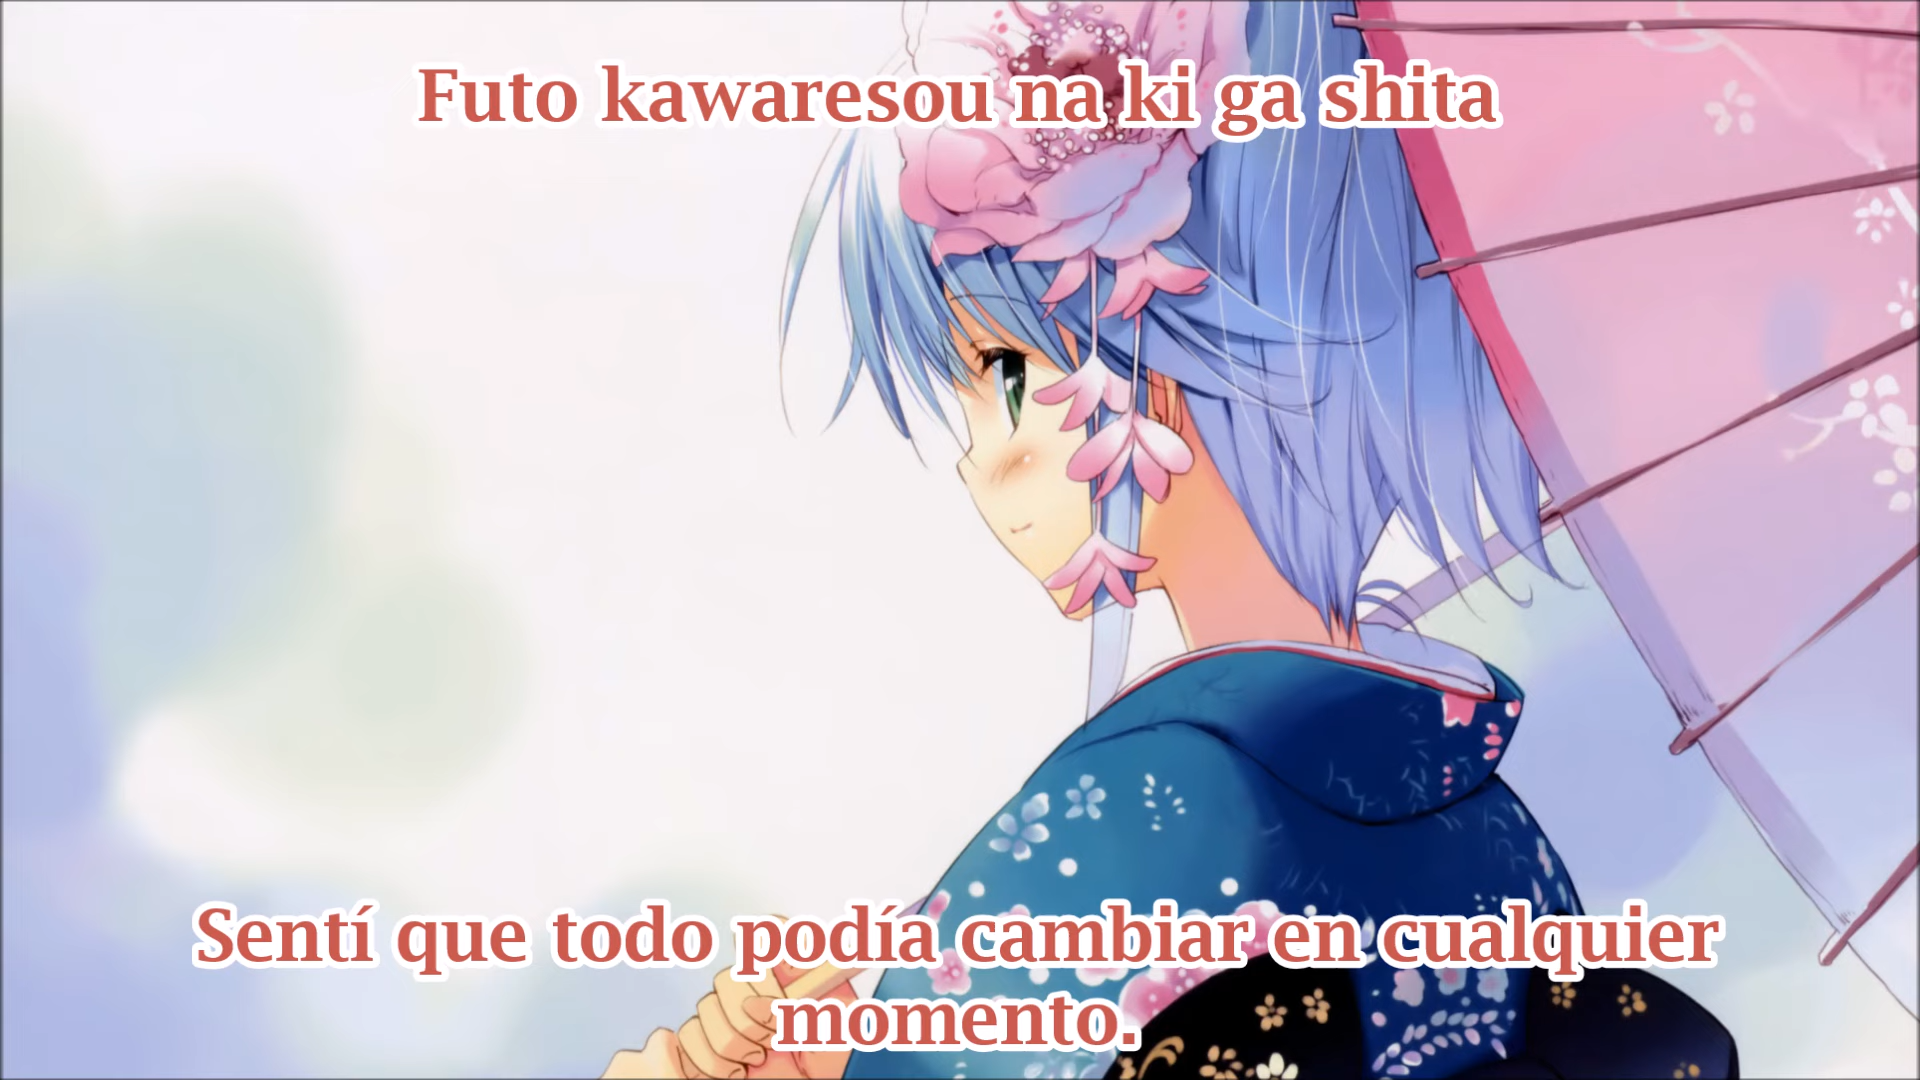 Futo kawaresou na ki ga shita
Sentí que todo podía cambiar en cualquier
momento.